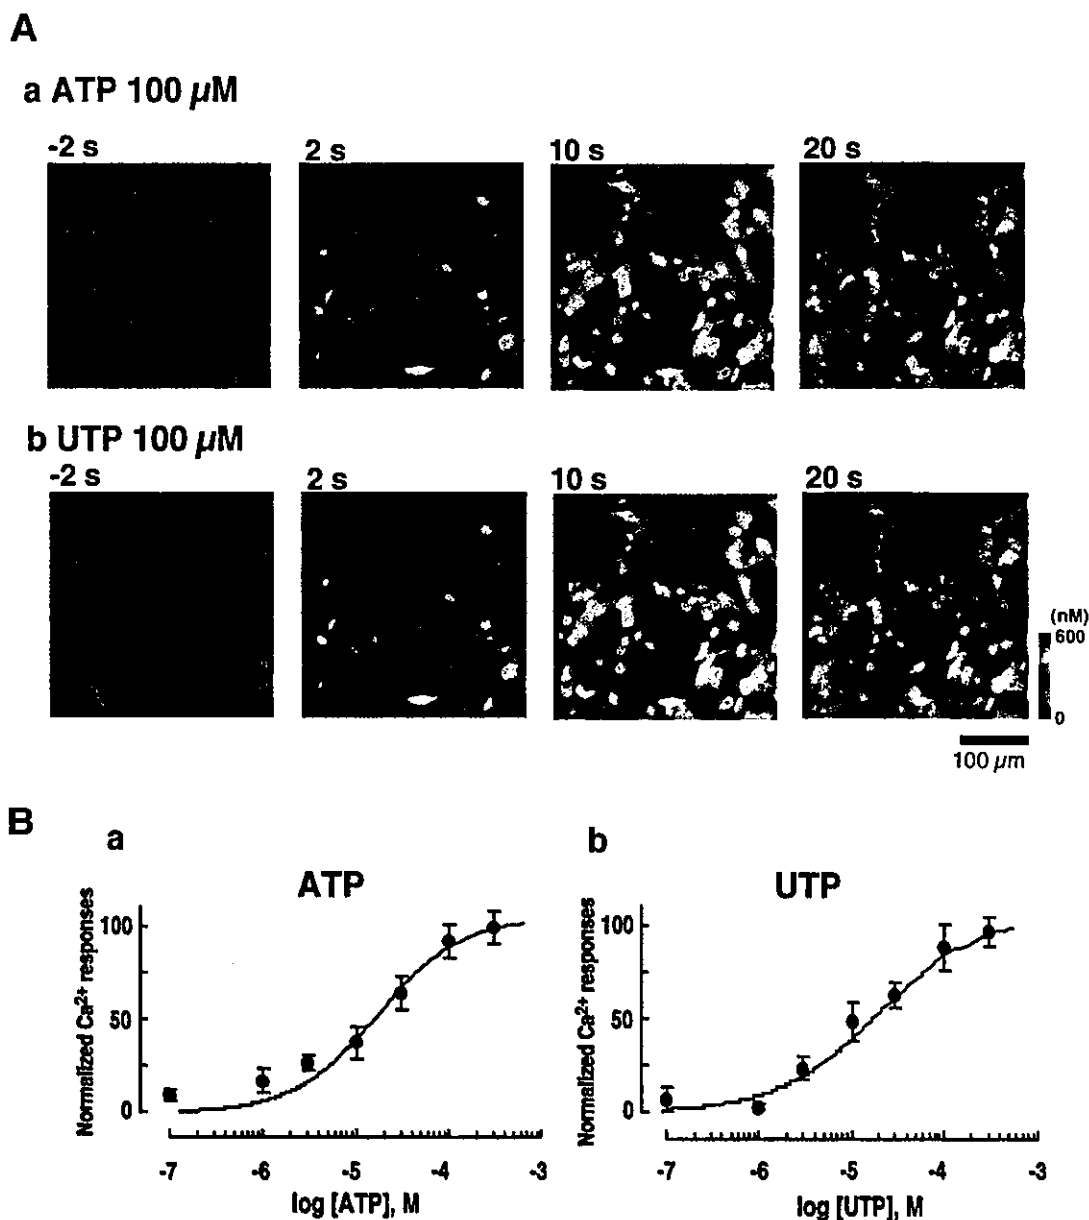 A
a ATP 100 µM
-2 s 2 s 10 s 20 s
b UTP 100 µM
-2 s 2 s 10 s 20 s
(nM)
600
0
100 µm
B
a b
ATP UTP
Normalized Ca2+ responses
100
50
0
-7 -6 -5 -4 -3
log [ATP], M
Normalized Ca2+ responses
100
50
0
-7 -6 -5 -4 -3
log [UTP], M